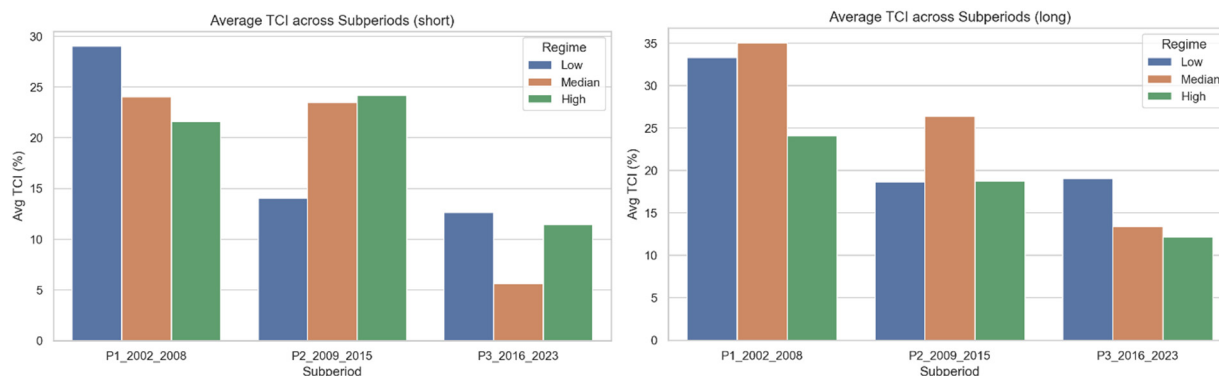 Average TCI across Subperiods (short)
30
25
20
15
10
5
0
Avg TCI (%)
Regime
Low
Median
High
P1_2002_2008
P2_2009_2015
P3_2016_2023
Subperiod
Average TCI across Subperiods (long)
35
30
25
20
15
10
5
0
Avg TCI (%)
Regime
Low
Median
High
P1_2002_2008
P2_2009_2015
P3_2016_2023
Subperiod